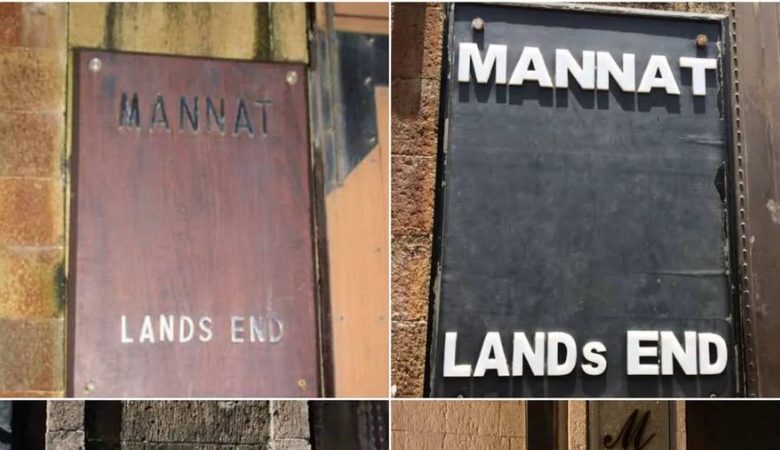 MANNAT
LANDS END
MANNAT
LANDs END
M